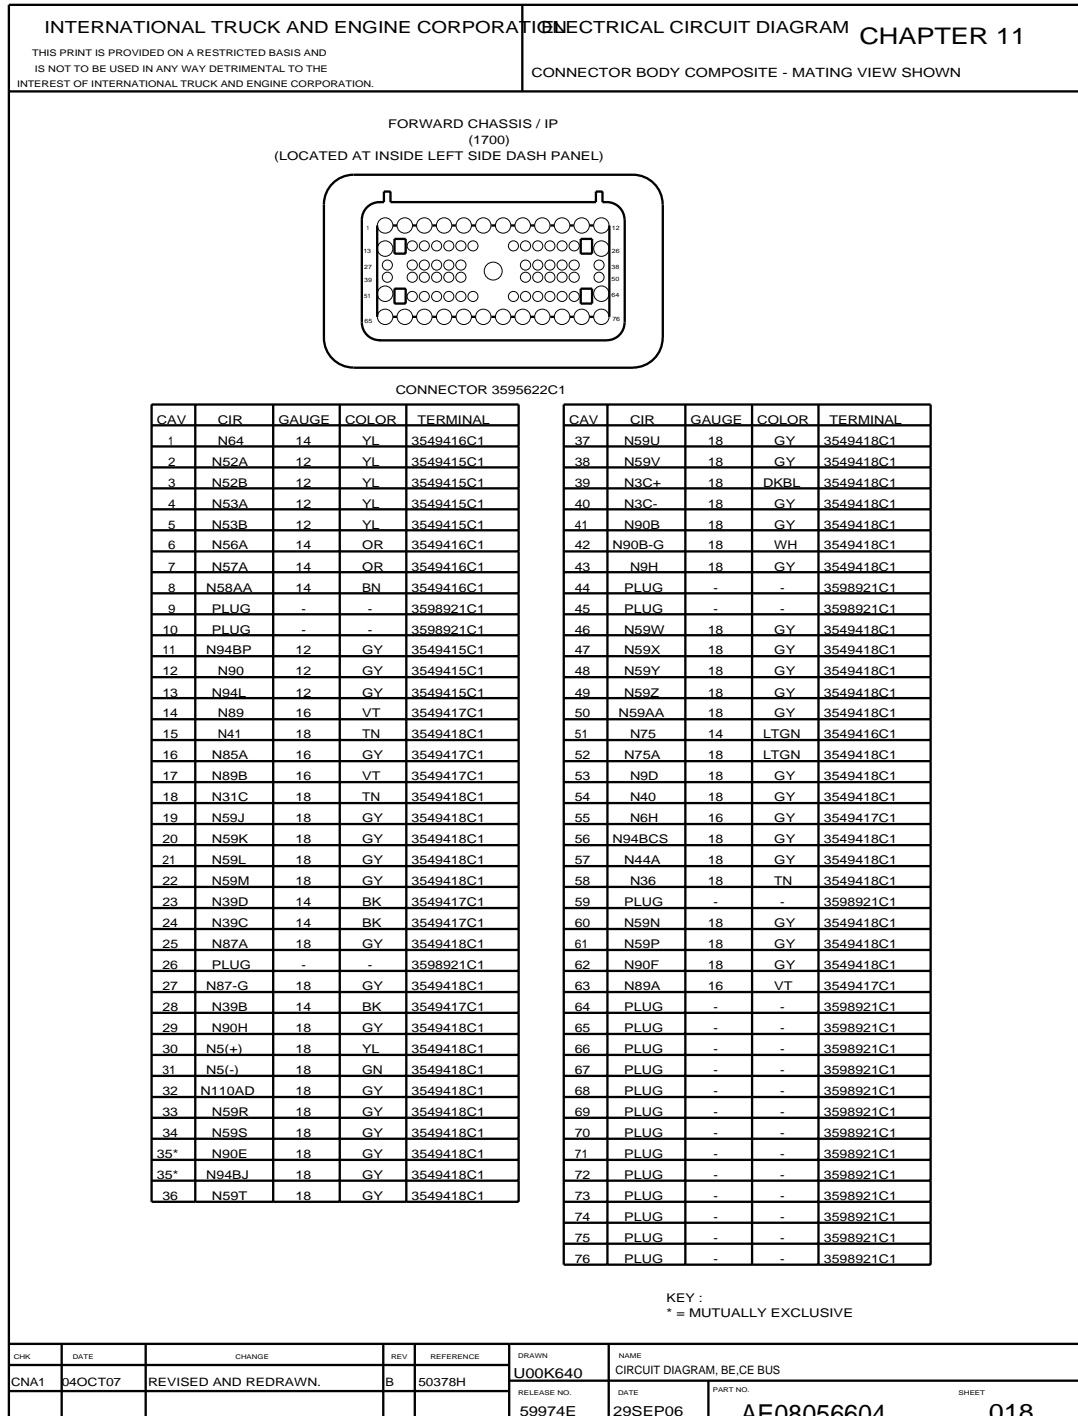 INTERNATIONAL TRUCK AND ENGINE CORPORATION
THIS PRINT IS PROVIDED ON A RESTRICTED BASIS AND
IS NOT TO BE USED IN ANY WAY DETRIMENTAL TO THE
INTEREST OF INTERNATIONAL TRUCK AND ENGINE CORPORATION.
ELECTRICAL CIRCUIT DIAGRAM CHAPTER 11
CONNECTOR BODY COMPOSITE - MATING VIEW SHOWN
FORWARD CHASSIS / IP
(1700)
(LOCATED AT INSIDE LEFT SIDE DASH PANEL)
1 12
13 26
27 38
39 50
51 64
65 76
CONNECTOR 3595622C1
CAV CIR GAUGE COLOR TERMINAL
1 N64 14 YL 3549416C1
2 N52A 12 YL 3549415C1
3 N52B 12 YL 3549415C1
4 N53A 12 YL 3549415C1
5 N53B 12 YL 3549415C1
6 N56A 14 OR 3549416C1
7 N57A 14 OR 3549416C1
8 N58AA 14 BN 3549416C1
9 PLUG - - 3598921C1
10 PLUG - - 3598921C1
11 N94BP 12 GY 3549415C1
12 N90 12 GY 3549415C1
13 N94L 12 GY 3549415C1
14 N89 16 VT 3549417C1
15 N41 18 TN 3549418C1
16 N85A 16 GY 3549417C1
17 N89B 16 VT 3549417C1
18 N31C 18 TN 3549418C1
19 N59J 18 GY 3549418C1
20 N59K 18 GY 3549418C1
21 N59L 18 GY 3549418C1
22 N59M 18 GY 3549418C1
23 N39D 14 BK 3549417C1
24 N39C 14 BK 3549417C1
25 N87A 18 GY 3549418C1
26 PLUG - - 3598921C1
27 N87-G 18 GY 3549418C1
28 N39B 14 BK 3549417C1
29 N90H 18 GY 3549418C1
30 N5(+) 18 YL 3549418C1
31 N5(-) 18 GN 3549418C1
32 N110AD 18 GY 3549418C1
33 N59R 18 GY 3549418C1
34 N59S 18 GY 3549418C1
35* N90E 18 GY 3549418C1
35* N94BJ 18 GY 3549418C1
36 N59T 18 GY 3549418C1
CAV CIR GAUGE COLOR TERMINAL
37 N59U 18 GY 3549418C1
38 N59V 18 GY 3549418C1
39 N3C+ 18 DKBL 3549418C1
40 N3C- 18 GY 3549418C1
41 N90B 18 GY 3549418C1
42 N90B-G 18 WH 3549418C1
43 N9H 18 GY 3549418C1
44 PLUG - - 3598921C1
45 PLUG - - 3598921C1
46 N59W 18 GY 3549418C1
47 N59X 18 GY 3549418C1
48 N59Y 18 GY 3549418C1
49 N59Z 18 GY 3549418C1
50 N59AA 18 GY 3549418C1
51 N75 14 LTGN 3549416C1
52 N75A 18 LTGN 3549418C1
53 N9D 18 GY 3549418C1
54 N40 18 GY 3549418C1
55 N6H 16 GY 3549417C1
56 N94BCS 18 GY 3549418C1
57 N44A 18 GY 3549418C1
58 N36 18 TN 3549418C1
59 PLUG - - 3598921C1
60 N59N 18 GY 3549418C1
61 N59P 18 GY 3549418C1
62 N90F 18 GY 3549418C1
63 N89A 16 VT 3549417C1
64 PLUG - - 3598921C1
65 PLUG - - 3598921C1
66 PLUG - - 3598921C1
67 PLUG - - 3598921C1
68 PLUG - - 3598921C1
69 PLUG - - 3598921C1
70 PLUG - - 3598921C1
71 PLUG - - 3598921C1
72 PLUG - - 3598921C1
73 PLUG - - 3598921C1
74 PLUG - - 3598921C1
75 PLUG - - 3598921C1
76 PLUG - - 3598921C1
KEY :
* = MUTUALLY EXCLUSIVE
CHK DATE CHANGE REV REFERENCE
CNA1 04OCT07 REVISED AND REDRAWN. B 50378H
DRAWN
U00K640
NAME
CIRCUIT DIAGRAM, BE,CE BUS
RELEASE NO. DATE PART NO. SHEET
59974E 29SEP06 AE08056604 018